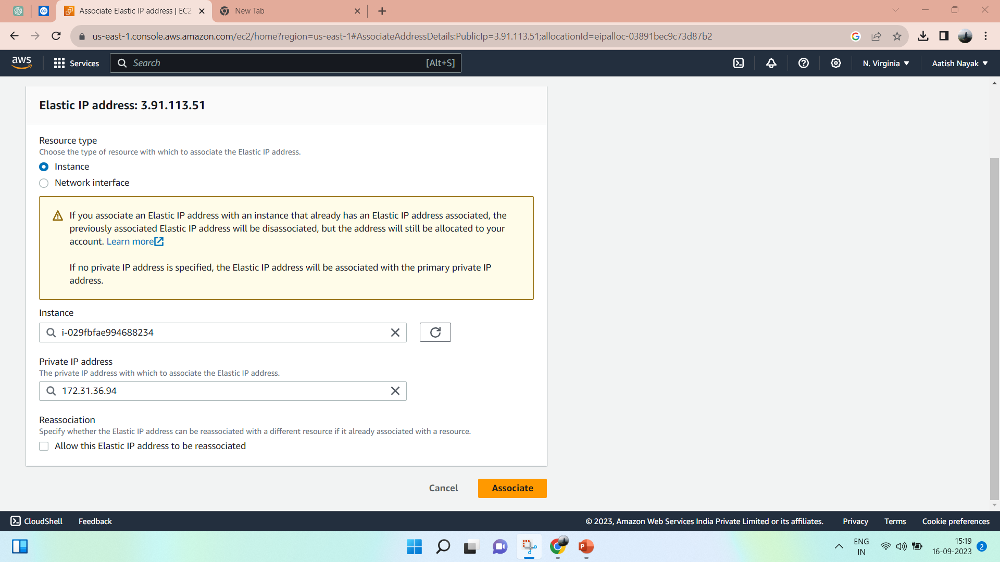 Associate Elastic IP address | EC2
New Tab
us-east-1.console.aws.amazon.com/ec2/home?region=us-east-1#AssociateAddressDetails:PublicIp=3.91.113.51;allocationId=eipalloc-03891bec9c73d87b2
aws
Services
Search
[Alt+S]
N. Virginia
Aatish Nayak
Elastic IP address: 3.91.113.51
Resource type
Choose the type of resource with which to associate the Elastic IP address.
Instance
Network interface
If you associate an Elastic IP address with an instance that already has an Elastic IP address associated, the
previously associated Elastic IP address will be disassociated, but the address will still be allocated to your
account. Learn more
If no private IP address is specified, the Elastic IP address will be associated with the primary private IP
address.
Instance
i-029fbfae994688234
Private IP address
The private IP address with which to associate the Elastic IP address.
172.31.36.94
Reassociation
Specify whether the Elastic IP address can be reassociated with a different resource if it already associated with a resource.
Allow this Elastic IP address to be reassociated
Cancel
Associate
CloudShell
Feedback
© 2023, Amazon Web Services India Private Limited or its affiliates.
Privacy
Terms
Cookie preferences
P
ENG
IN
15:19
16-09-2023
2